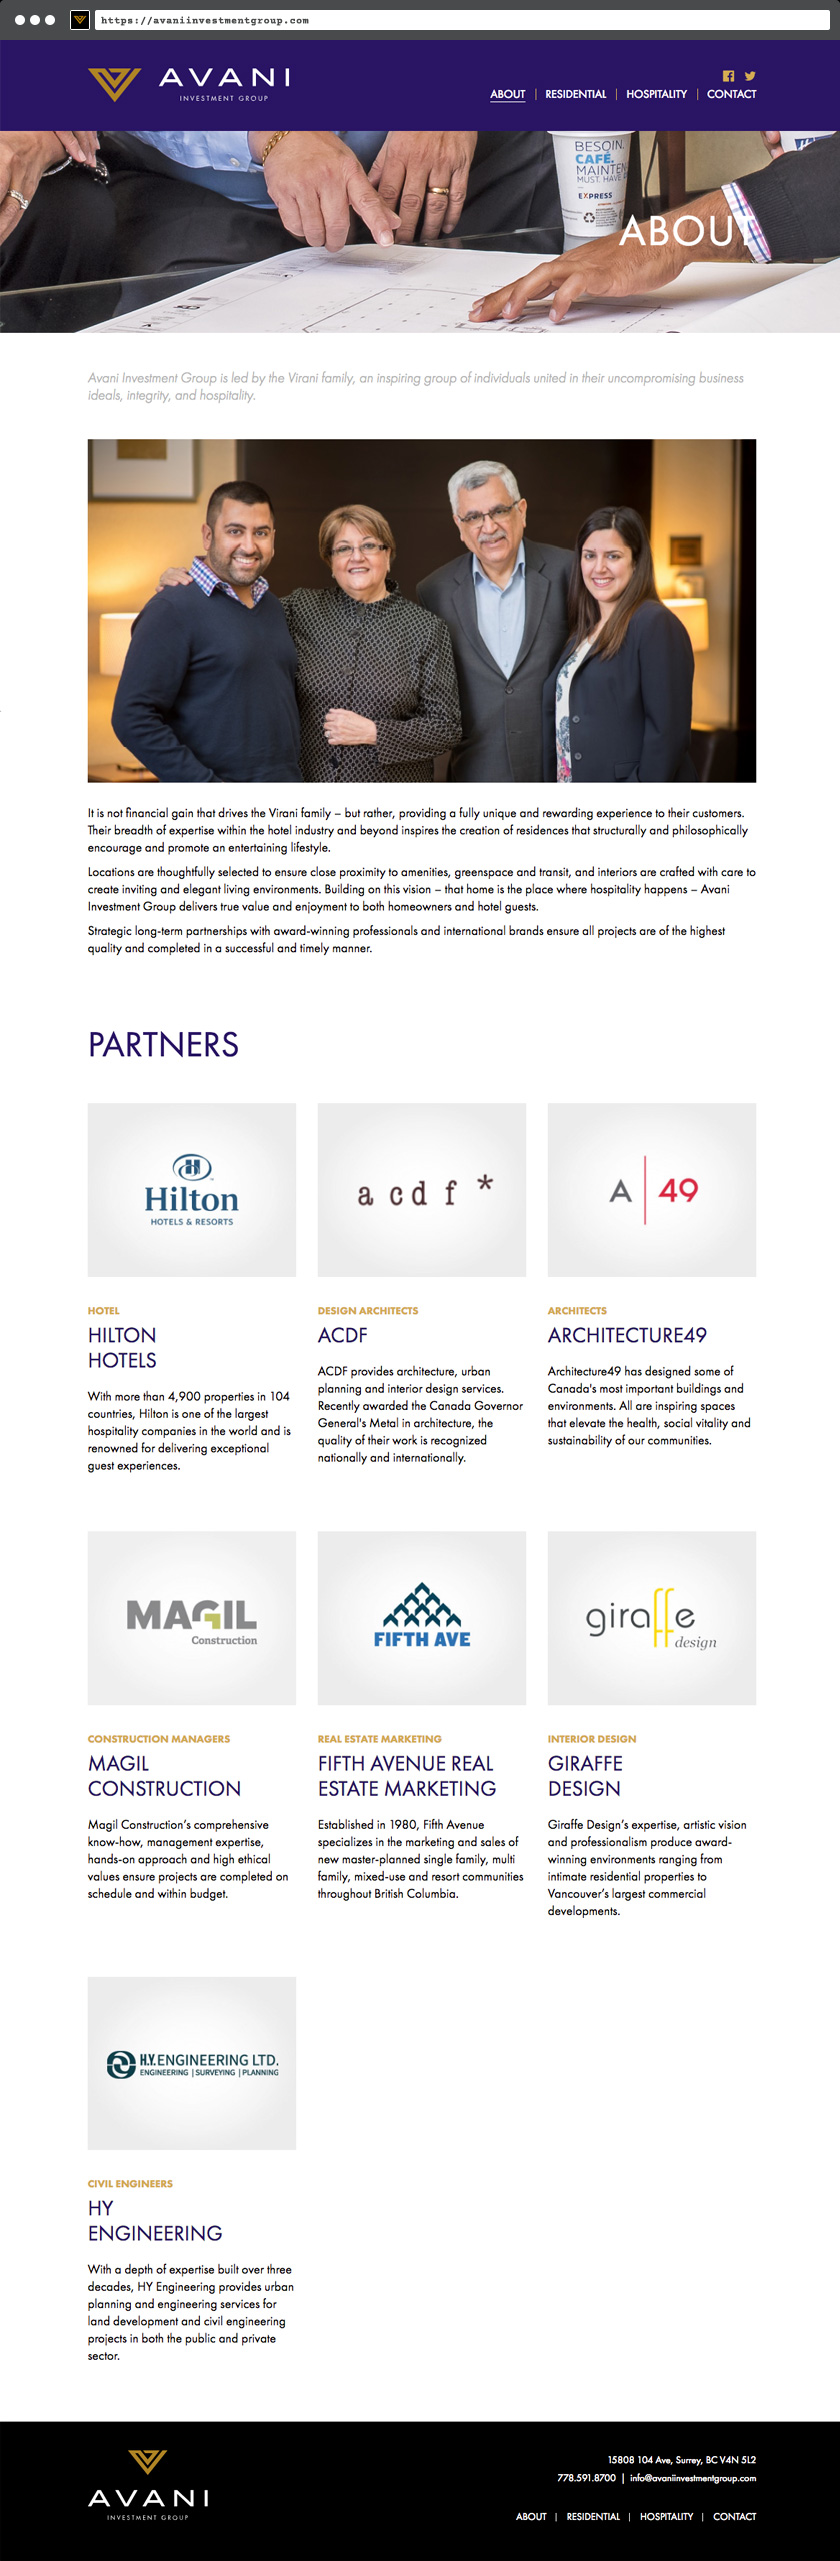 https://avaniinvestmentgroup.com
AVANI
INVESTMENT GROUP
ABOUT | RESIDENTIAL | HOSPITALITY | CONTACT
BESOIN.
CAFÉ.
MAINTEN
MUST. HAVE
EXPRESS
ABOUT
Avani Investment Group is led by the Virani family, an inspiring group of individuals united in their uncompromising business
ideals, integrity, and hospitality.
It is not financial gain that drives the Virani family – but rather, providing a fully unique and rewarding experience to their customers.
Their breadth of expertise within the hotel industry and beyond inspires the creation of residences that structurally and philosophically
encourage and promote an entertaining lifestyle.
Locations are thoughtfully selected to ensure close proximity to amenities, greenspace and transit, and interiors are crafted with care to
create inviting and elegant living environments. Building on this vision – that home is the place where hospitality happens – Avani
Investment Group delivers true value and enjoyment to both homeowners and hotel guests.
Strategic long-term partnerships with award-winning professionals and international brands ensure all projects are of the highest
quality and completed in a successful and timely manner.
PARTNERS
Hilton
HOTELS & RESORTS
HOTEL
HILTON
HOTELS
With more than 4,900 properties in 104
countries, Hilton is one of the largest
hospitality companies in the world and is
renowned for delivering exceptional
guest experiences.
acdf*
DESIGN ARCHITECTS
ACDF
ACDF provides architecture, urban
planning and interior design services.
Recently awarded the Canada Governor
General's Metal in architecture, the
quality of their work is recognized
nationally and internationally.
A | 49
ARCHITECTS
ARCHITECTURE49
Architecture49 has designed some of
Canada's most important buildings and
environments. All are inspiring spaces
that elevate the health, social vitality and
sustainability of our communities.
MAGIL
Construction
CONSTRUCTION MANAGERS
MAGIL
CONSTRUCTION
Magil Construction's comprehensive
know-how, management expertise,
hands-on approach and high ethical
values ensure projects are completed on
schedule and within budget.
FIFTH AVE
REAL ESTATE MARKETING
FIFTH AVENUE REAL
ESTATE MARKETING
Established in 1980, Fifth Avenue
specializes in the marketing and sales of
new master-planned single family, multi
family, mixed-use and resort communities
throughout British Columbia.
giraffe
design
INTERIOR DESIGN
GIRAFFE
DESIGN
Giraffe Design's expertise, artistic vision
and professionalism produce award-
winning environments ranging from
intimate residential properties to
Vancouver's largest commercial
developments.
H.Y. ENGINEERING LTD.
ENGINEERING | SURVEYING | PLANNING
CIVIL ENGINEERS
HY
ENGINEERING
With a depth of expertise built over three
decades, HY Engineering provides urban
planning and engineering services for
land development and civil engineering
projects in both the public and private
sector.
AVANI
INVESTMENT GROUP
15808 104 Ave, Surrey, BC V4N 5L2
778.591.8700 | info@avaniinvestmentgroup.com
ABOUT | RESIDENTIAL | HOSPITALITY | CONTACT